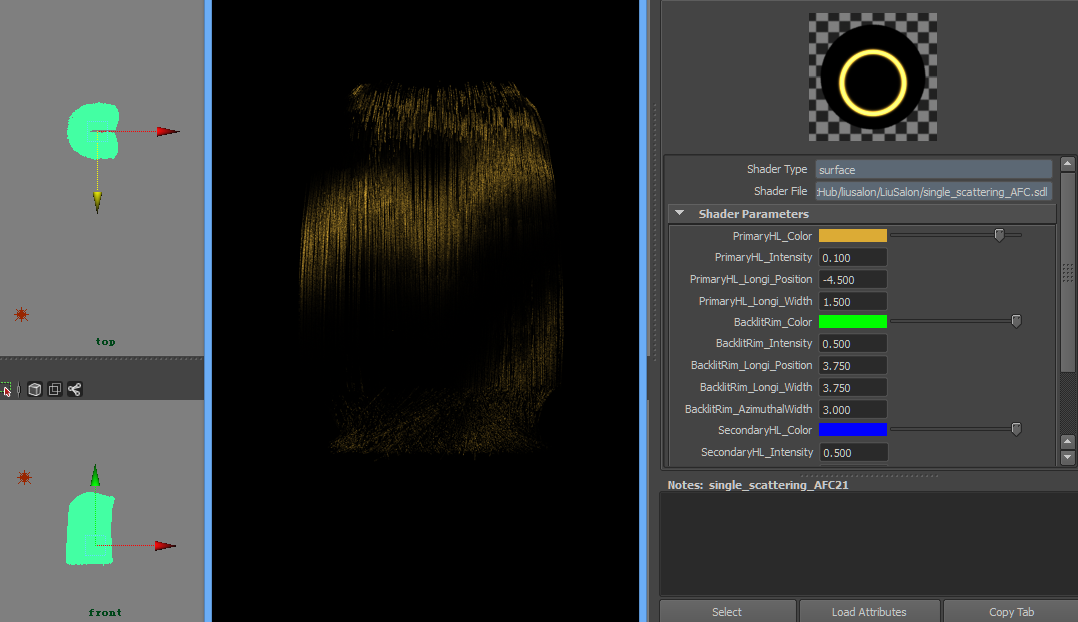 top
front
Shader Type surface
Shader File :Hub/liusalon/LiuSalon/single_scattering_AFC.sdl
Shader Parameters
PrimaryHL_Color
PrimaryHL_Intensity 0.100
PrimaryHL_Longi_Position -4.500
PrimaryHL_Longi_Width 1.500
BacklitRim_Color
BacklitRim_Intensity 0.500
BacklitRim_Longi_Position 3.750
BacklitRim_Longi_Width 3.750
BacklitRim_AzimuthalWidth 3.000
SecondaryHL_Color
SecondaryHL_Intensity 0.500
Notes: single_scattering_AFC21
Select Load Attributes Copy Tab